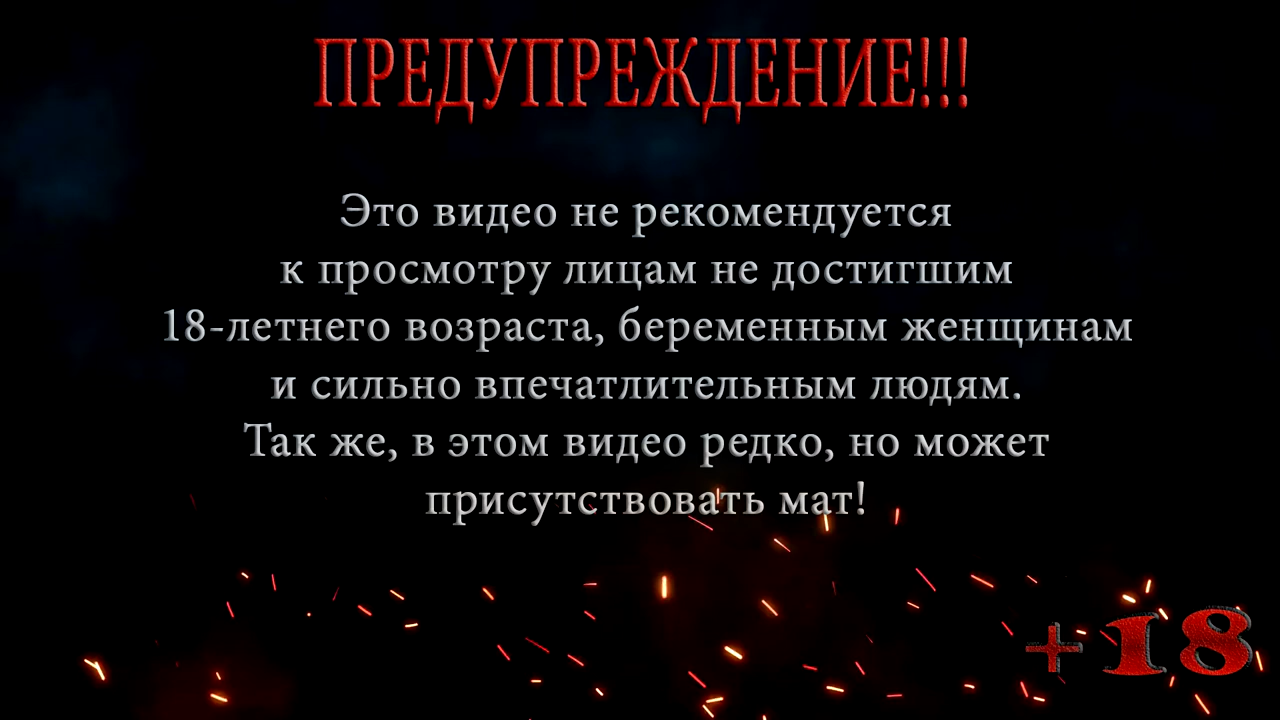 ПРЕДУПРЕЖДЕНИЕ!!!
Это видео не рекомендуется
к просмотру лицам не достигшим
18-летнего возраста, беременным женщинам
и сильно впечатлительным людям.
Так же, в этом видео редко, но может
присутствовать мат!
+18